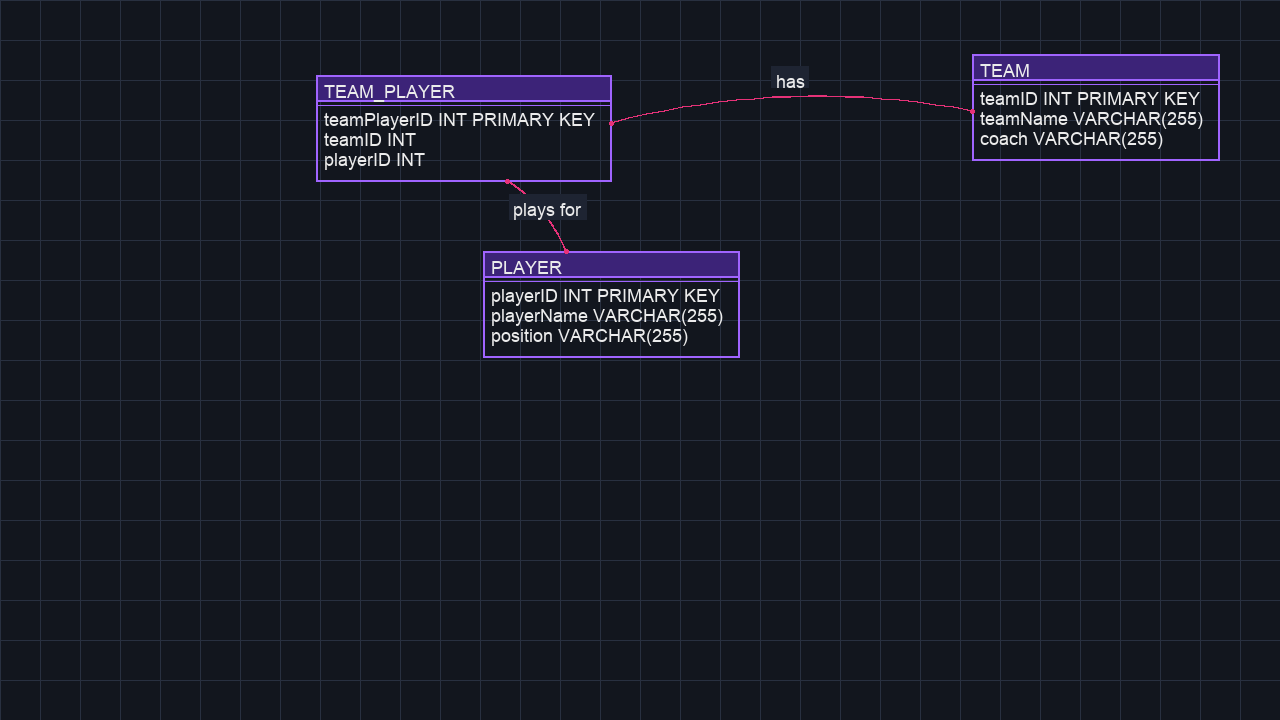 TEAM_PLAYER
teamPlayerID INT PRIMARY KEY
teamID INT
playerID INT
has
TEAM
teamID INT PRIMARY KEY
teamName VARCHAR(255)
coach VARCHAR(255)
plays for
PLAYER
playerID INT PRIMARY KEY
playerName VARCHAR(255)
position VARCHAR(255)